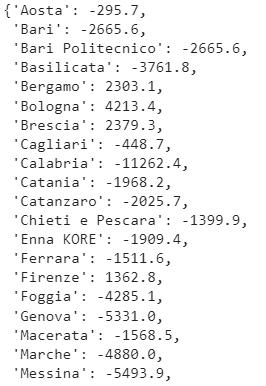 {'Aosta': -295.7,
'Bari': -2665.6,
'Bari Politecnico': -2665.6,
'Basilicata': -3761.8,
'Bergamo': 2303.1,
'Bologna': 4213.4,
'Brescia': 2379.3,
'Cagliari': -448.7,
'Calabria': -11262.4,
'Catania': -1968.2,
'Catanzaro': -2025.7,
'Chieti e Pescara': -1399.9,
'Enna KORE': -1909.4,
'Ferrara': -1511.6,
'Firenze': 1362.8,
'Foggia': -4285.1,
'Genova': -5331.0,
'Macerata': -1568.5,
'Marche': -4880.0,
'Messina': -5493.9,